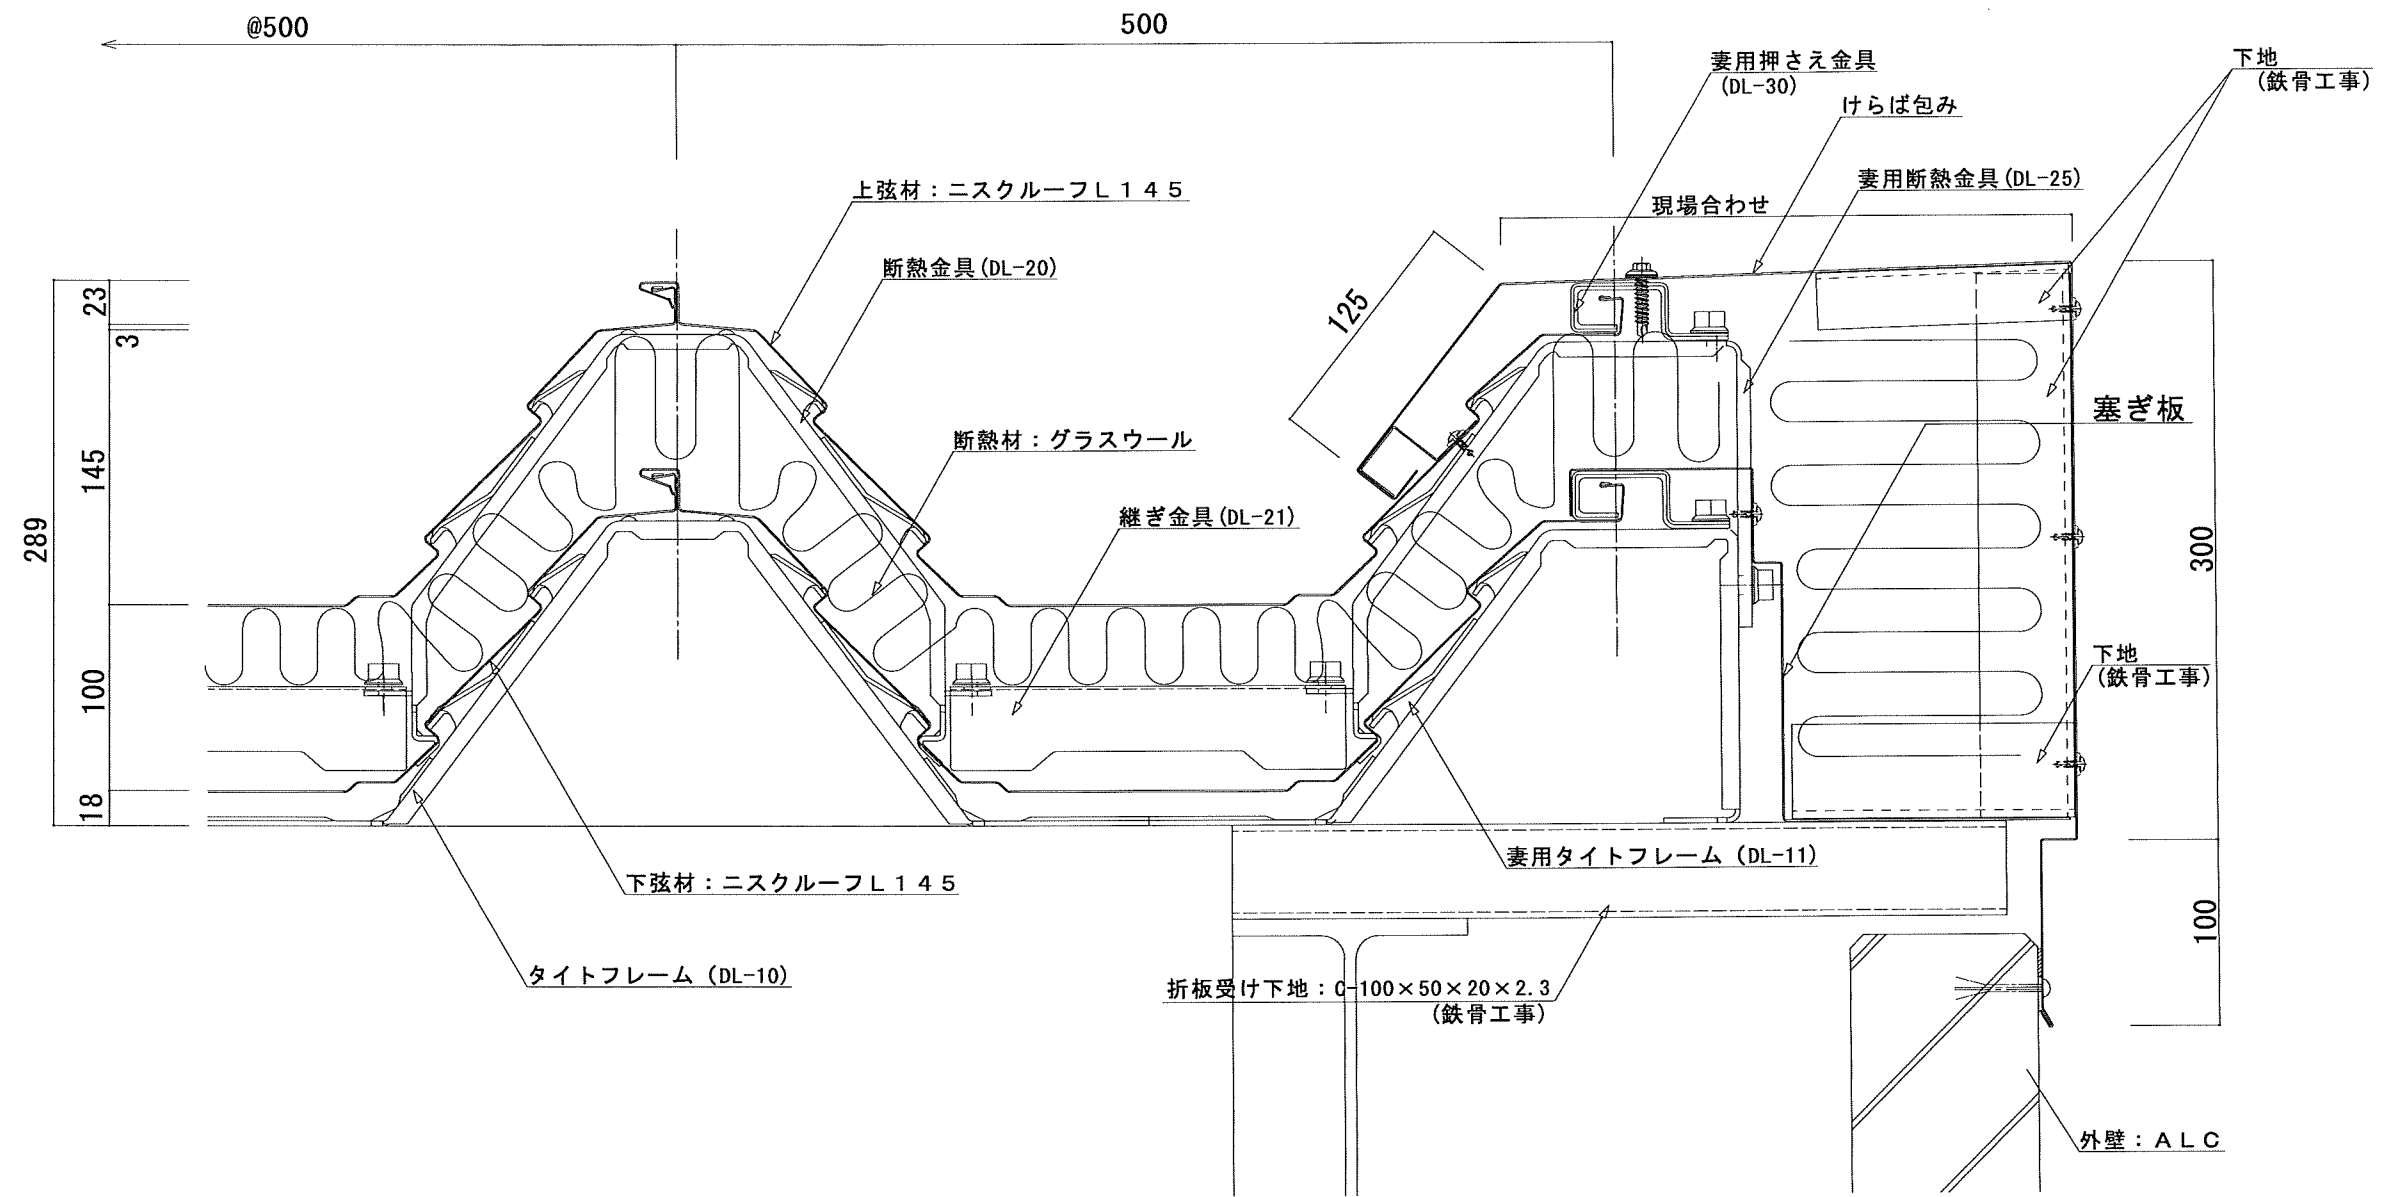 @500
500
妻用押さえ金具
(DL-30)
下地
(鉄骨工事)
けらば包み
上弦材：ニスクルーフＬ１４５
妻用断熱金具(DL-25)
現場合わせ
断熱金具(DL-20)
23
3
125
塞ぎ板
断熱材：グラスウール
145
継ぎ金具(DL-21)
289
300
下地
(鉄骨工事)
100
18
妻用タイトフレーム (DL-11)
下弦材：ニスクルーフＬ１４５
100
タイトフレーム (DL-10)
折板受け下地：C-100×50×20×2.3
(鉄骨工事)
外壁：ＡＬＣ